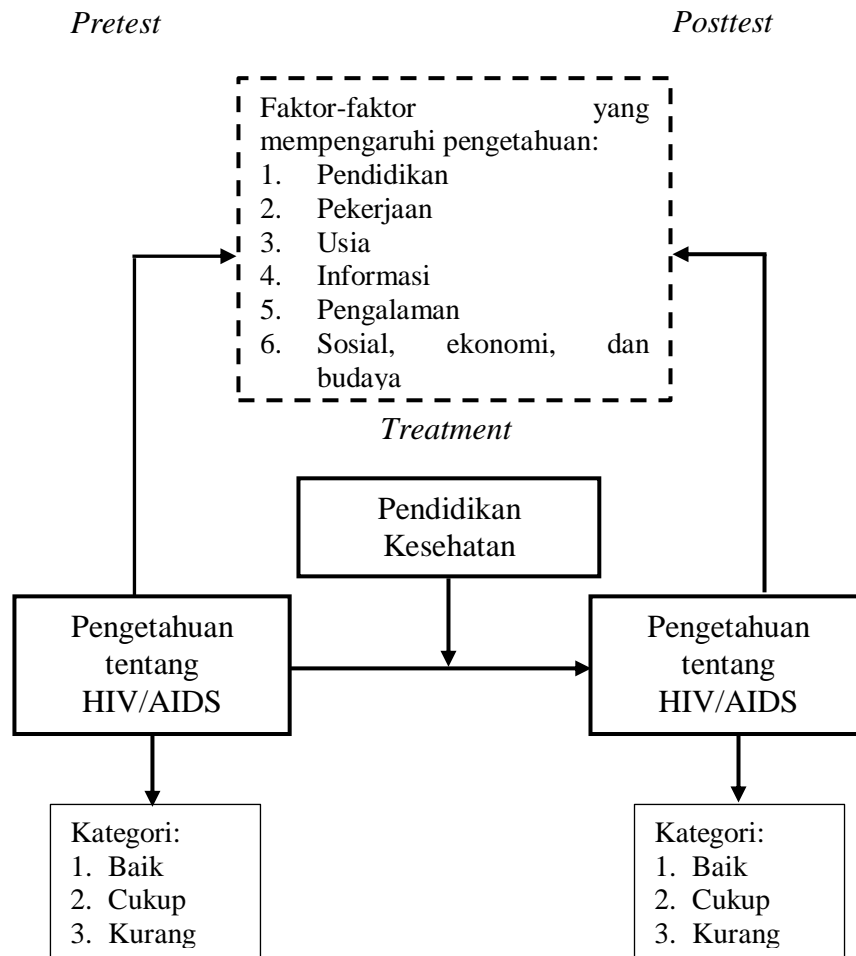 Pretest
Posttest
Faktor-faktor yang
mempengaruhi pengetahuan:
1. Pendidikan
2. Pekerjaan
3. Usia
4. Informasi
5. Pengalaman
6. Sosial, ekonomi, dan
budaya
Treatment
Pendidikan
Kesehatan
Pengetahuan
tentang
HIV/AIDS
Pengetahuan
tentang
HIV/AIDS
Kategori:
1. Baik
2. Cukup
3. Kurang
Kategori:
1. Baik
2. Cukup
3. Kurang